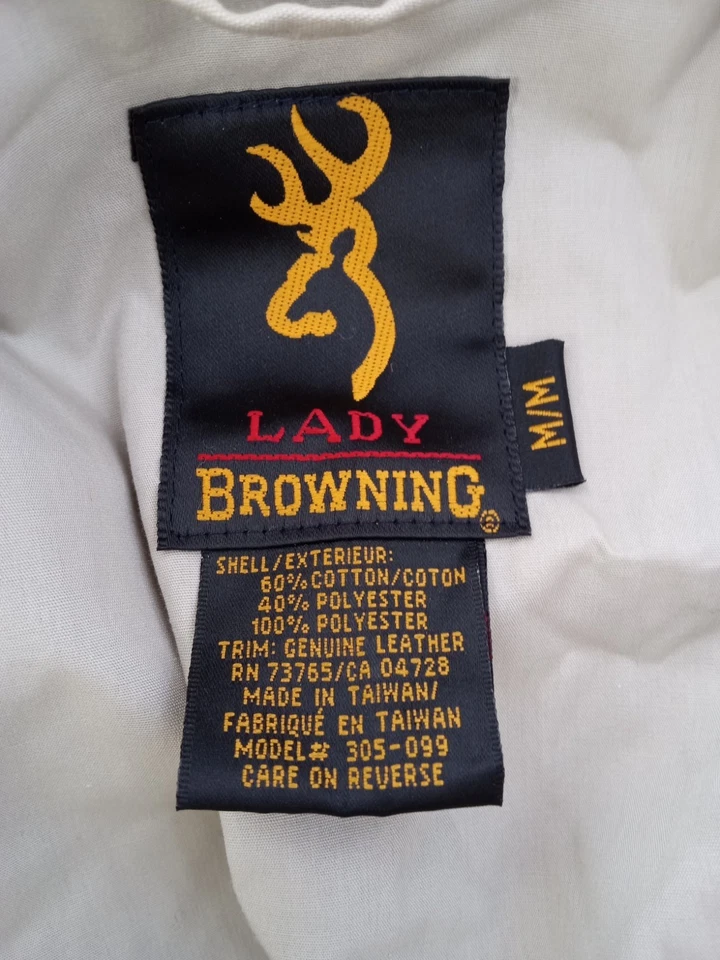 LADY
BROWNING®
M/M
SHELL/EXTERIEUR:
60% COTTON/COTON
40% POLYESTER
100% POLYESTER
TRIM: GENUINE LEATHER
RN 73765/CA 04728
MADE IN TAIWAN/
FABRIQUÉ EN TAIWAN
MODEL# 305-099
CARE ON REVERSE